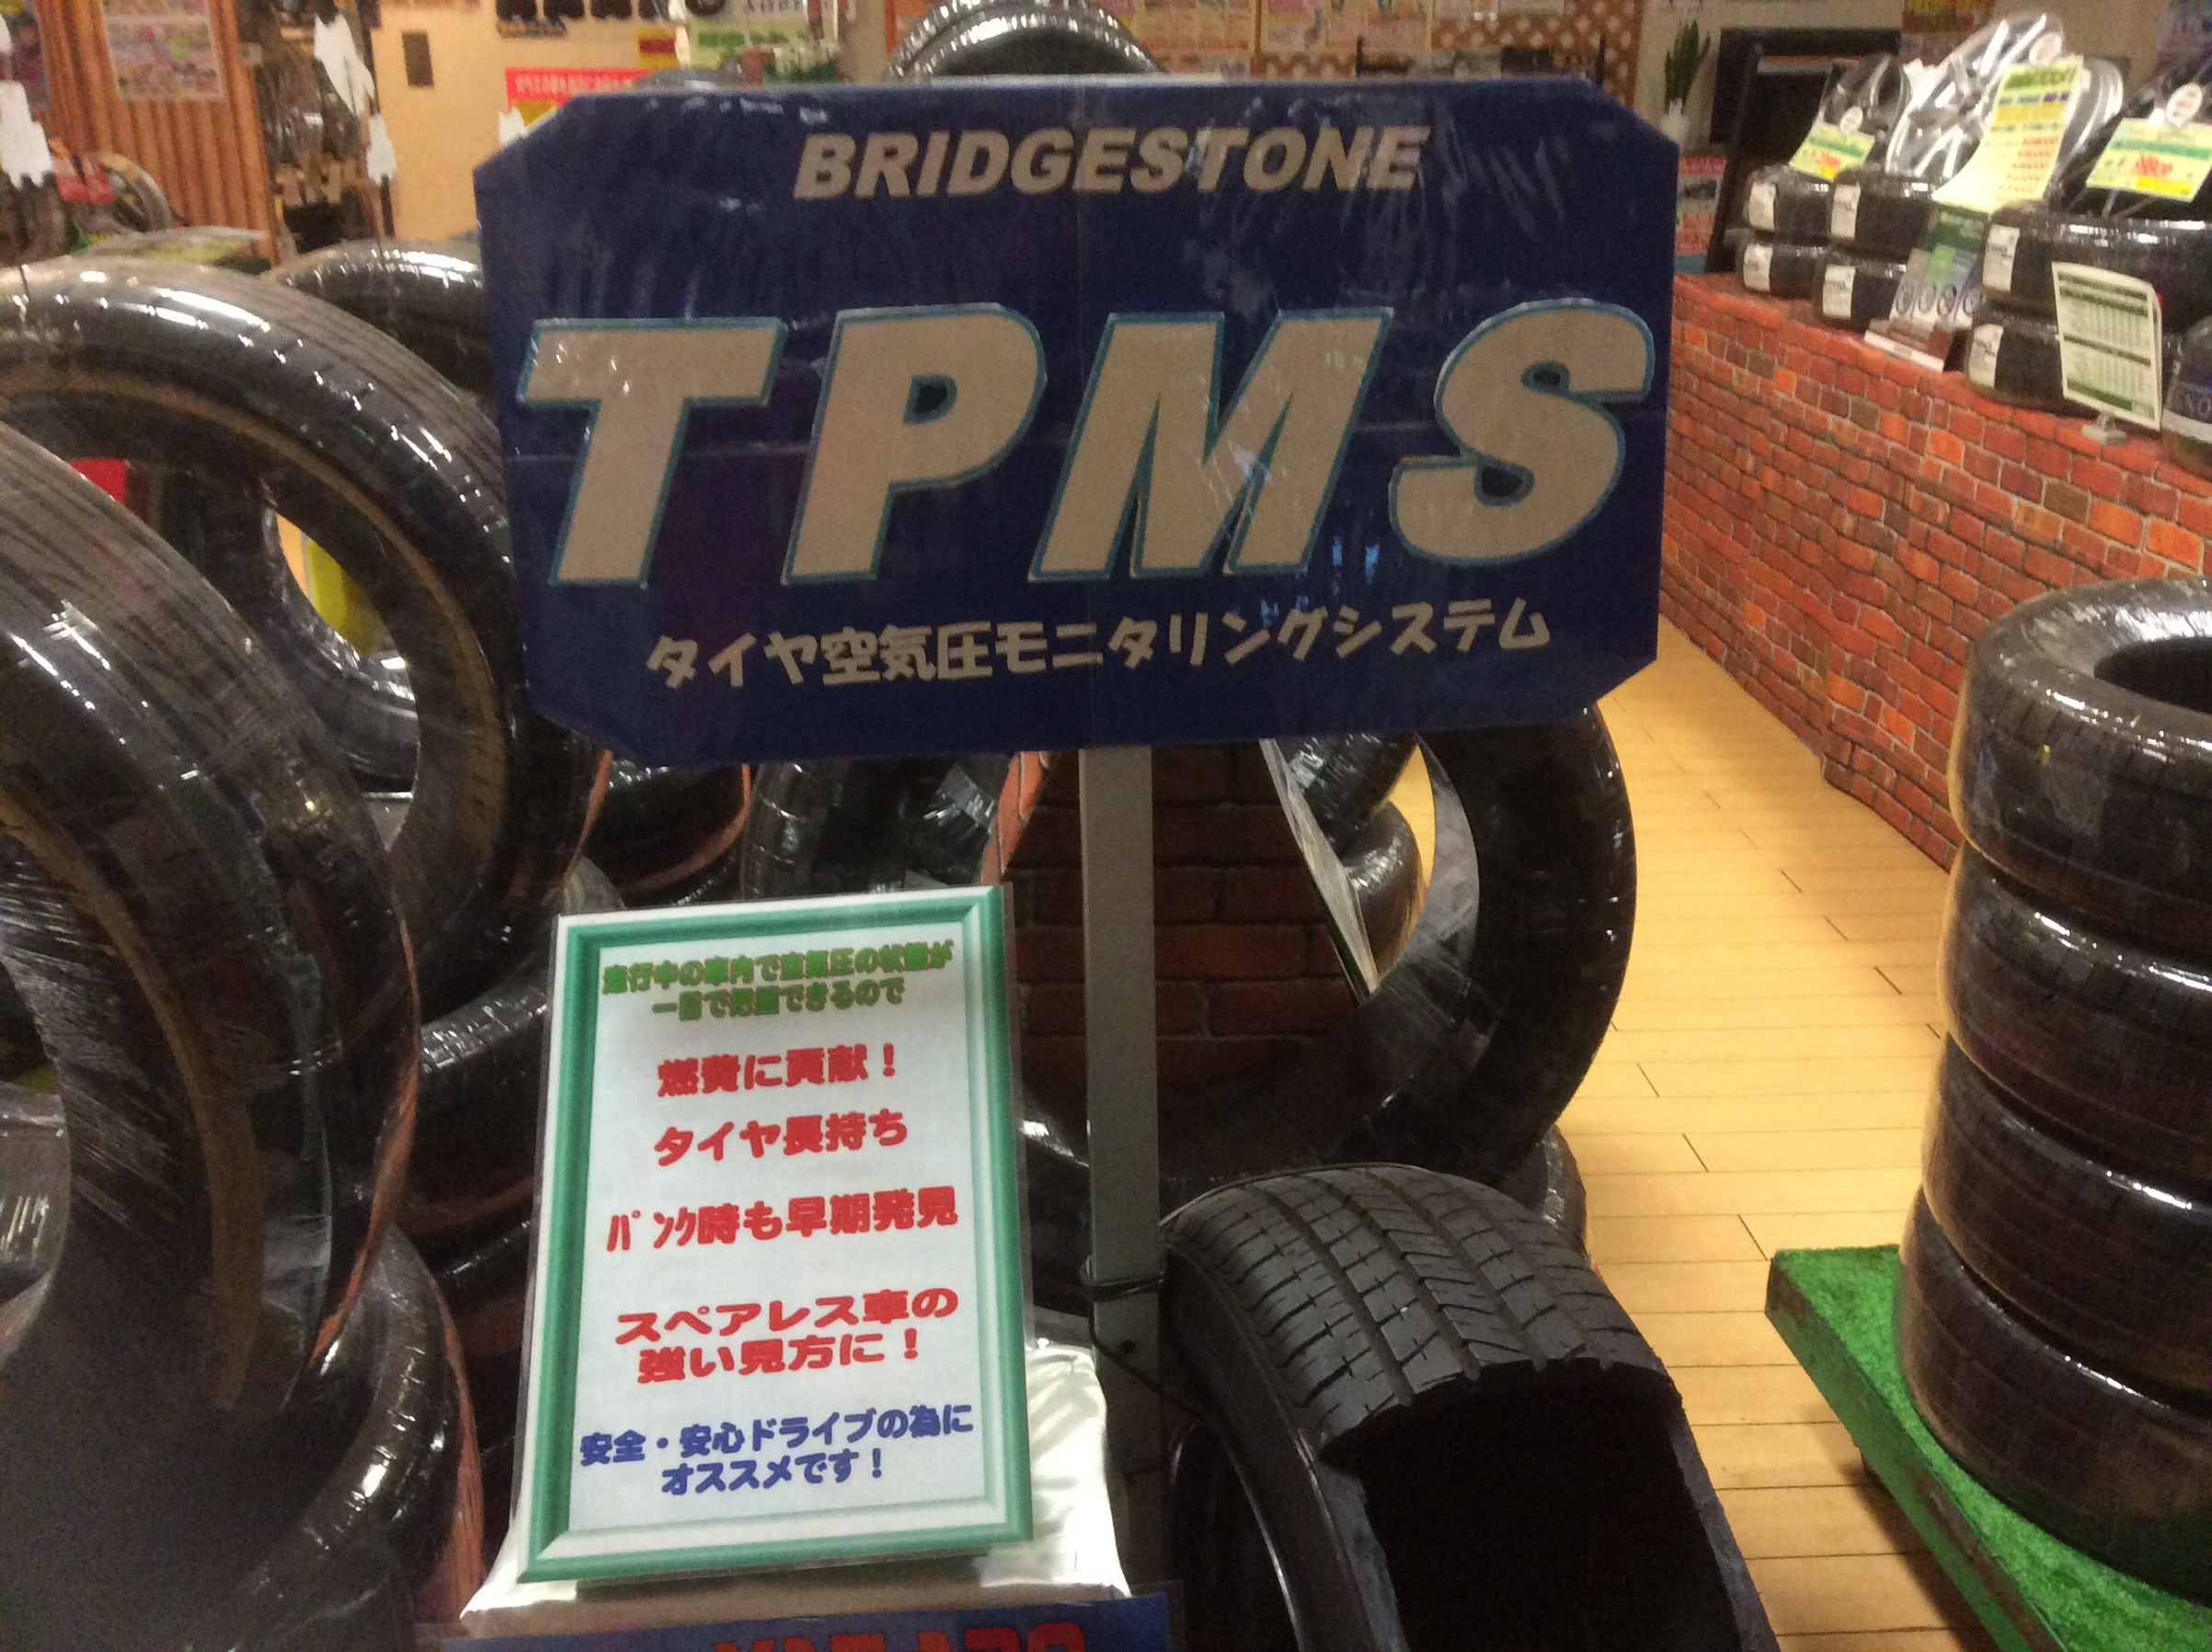 BRIDGESTONE
TPMS
タイヤ空気圧モニタリングシステム
走行中の車内で空気圧の状態が
一目で把握できるので
燃費に貢献！
タイヤ長持ち
ﾊﾟﾝｸ時も早期発見
スペアレス車の
強い見方に！
安全・安心ドライブの為に
オススメです！